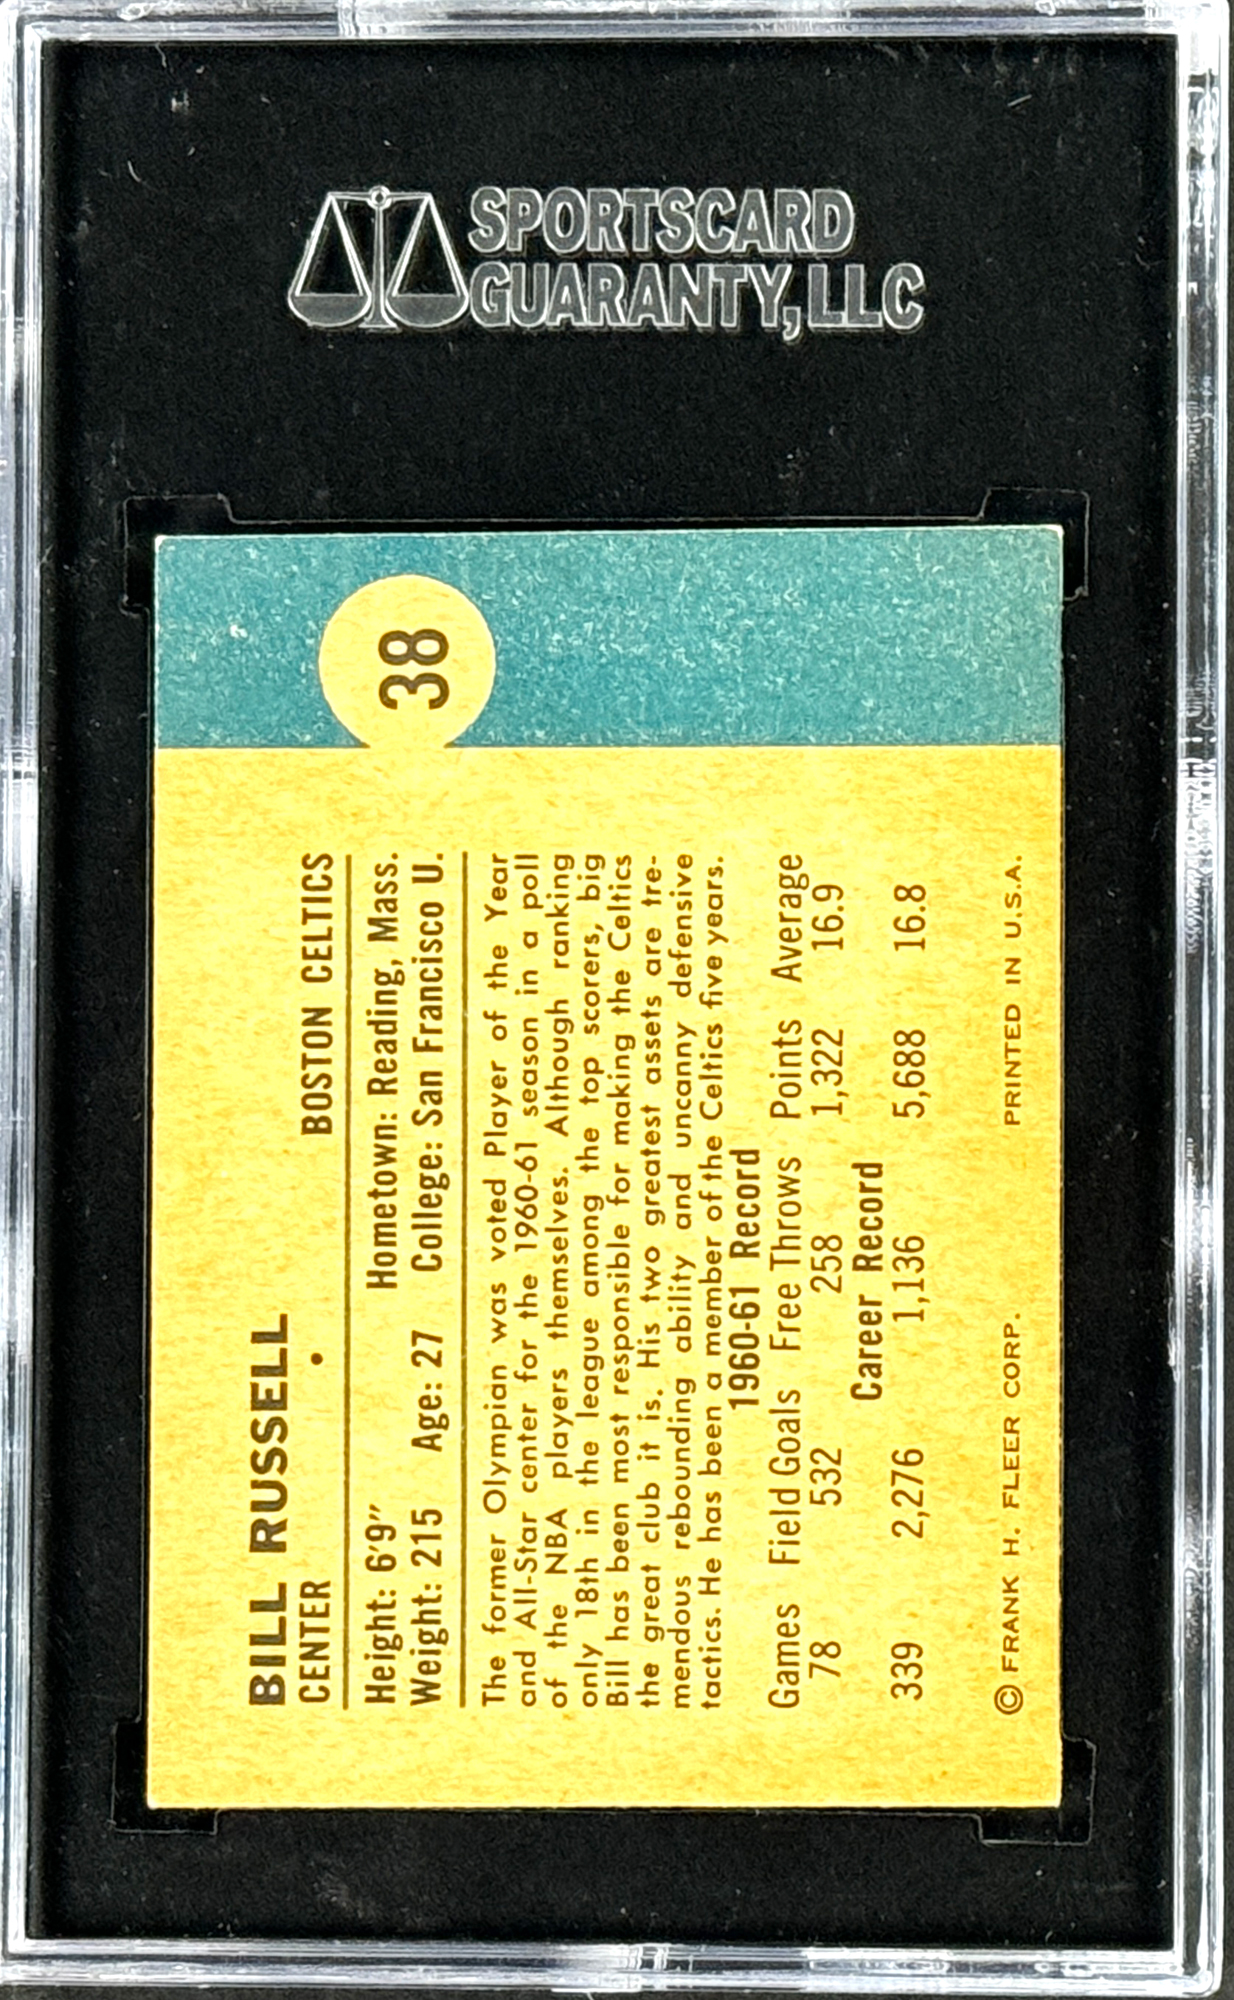 SPORTSCARD
GUARANTY, LLC
38
BILL RUSSELL
CENTER • BOSTON CELTICS
Height: 6'9" Hometown: Reading, Mass.
Weight: 215 Age: 27 College: San Francisco U.
The former Olympian was voted Player of the Year
and All-Star center for the 1960-61 season in a poll
of the NBA players themselves. Although ranking
only 18th in the league among the top scorers, big
Bill has been most responsible for making the Celtics
the great club it is. His two greatest assets are tre-
mendous rebounding ability and uncanny defensive
tactics. He has been a member of the Celtics five years.
1960-61 Record
Games Field Goals Free Throws Points Average
78 532 258 1,322 16.9
Career Record
339 2,276 1,136 5,688 16.8
© FRANK H. FLEER CORP. PRINTED IN U.S.A.